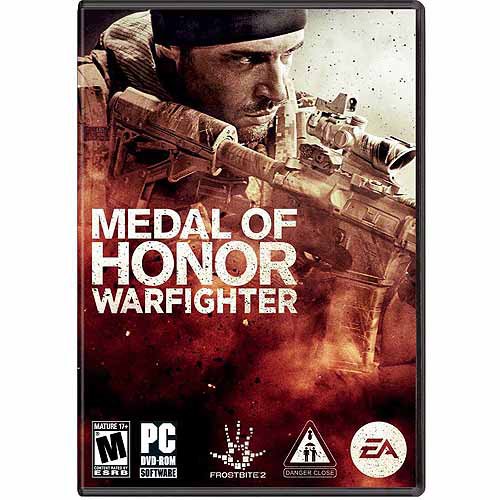 MEDAL OF
HONOR
WARFIGHTER
MATURE 17+
M
CONTENT RATED BY
ESRB
PC
DVD-ROM
SOFTWARE
FROSTBITE 2
DANGER CLOSE
EA